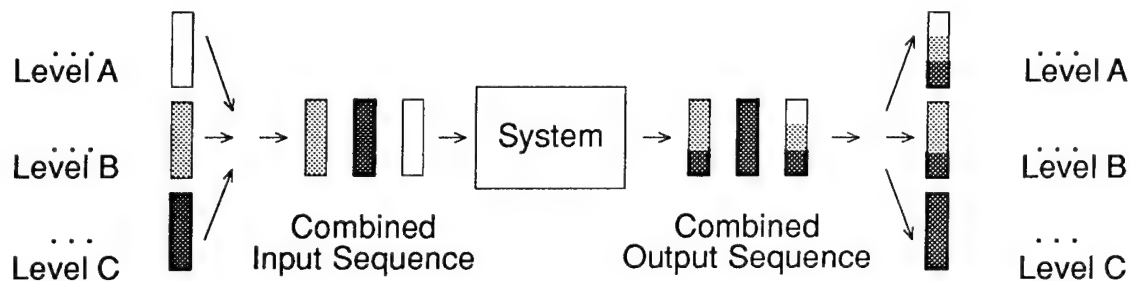 . . .
Level A
. . .
Level B
. . .
Level C
Combined
Input Sequence
System
Combined
Output Sequence
. . .
Level A
. . .
Level B
. . .
Level C